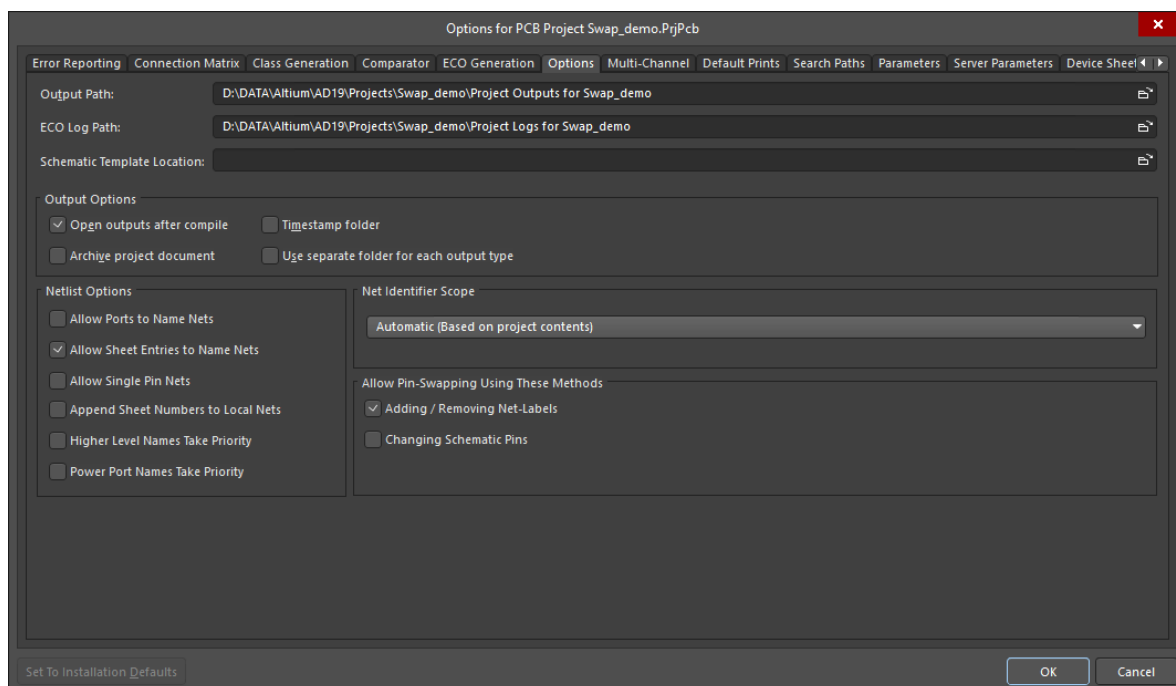 Options for PCB Project Swap_demo.PrjPcb
Error Reporting Connection Matrix Class Generation Comparator ECO Generation Options Multi-Channel Default Prints Search Paths Parameters Server Parameters Device Sheet
Output Path: D:\DATA\Altium\AD19\Projects\Swap_demo\Project Outputs for Swap_demo
ECO Log Path: D:\DATA\Altium\AD19\Projects\Swap_demo\Project Logs for Swap_demo
Schematic Template Location:
Output Options
Open outputs after compile Timestamp folder
Archive project document Use separate folder for each output type
Netlist Options
Allow Ports to Name Nets
Allow Sheet Entries to Name Nets
Allow Single Pin Nets
Append Sheet Numbers to Local Nets
Higher Level Names Take Priority
Power Port Names Take Priority
Net Identifier Scope
Automatic (Based on project contents)
Allow Pin-Swapping Using These Methods
Adding / Removing Net-Labels
Changing Schematic Pins
Set To Installation Defaults OK Cancel